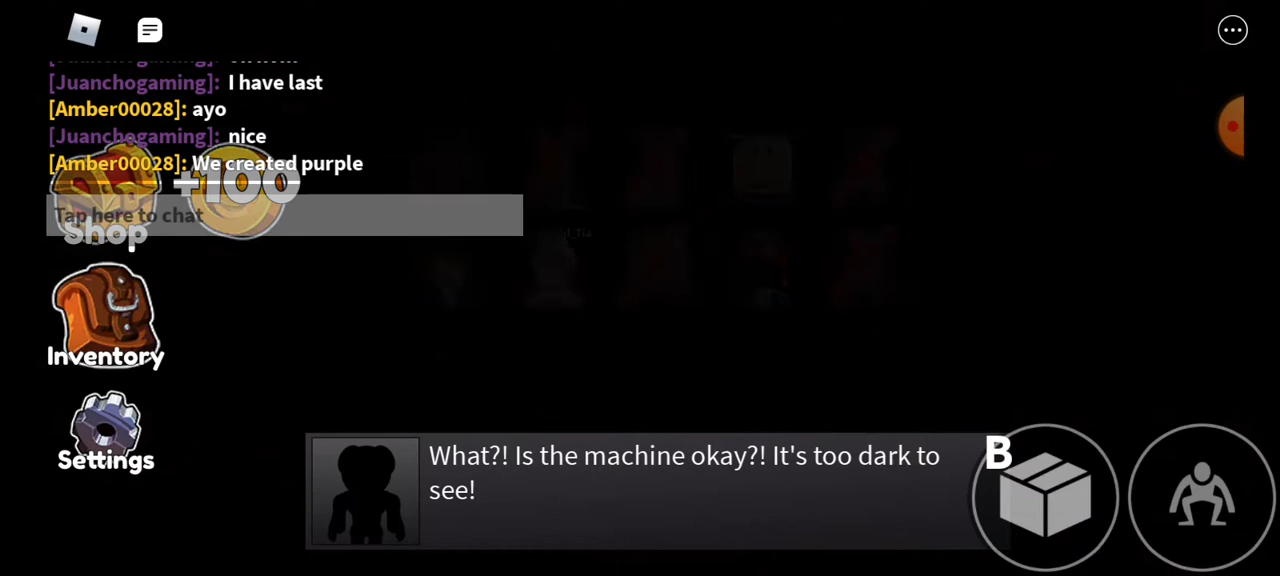 [Juanchogaming]: I have last
[Amber00028]: ayo
[Juanchogaming]: nice
[Amber00028]: We created purple
+100
Tap here to chat
Shop
Inventory
Settings
What?! Is the machine okay?! It's too dark to
see!
B